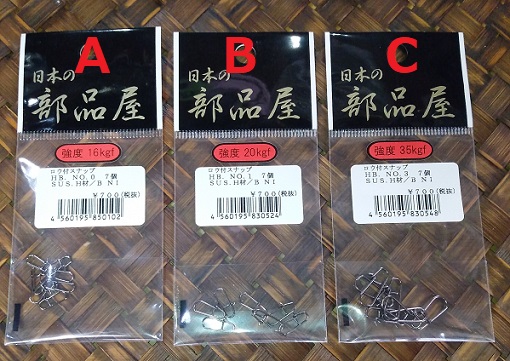 A
日本の
部品屋
強度 16kgf
ロウ付スナップ
HB. NO.0 7個
SUS.H材/B NI
¥700(税抜)
4 560195 850102
B
日本の
部品屋
強度 20kgf
ロウ付スナップ
HB. NO.1 7個
SUS.H材/B NI
¥700(税抜)
4 560195 830524
C
日本の
部品屋
強度 35kgf
ロウ付スナップ
HB. NO.3 7個
SUS.H材/B NI
¥700(税抜)
4 560195 830548